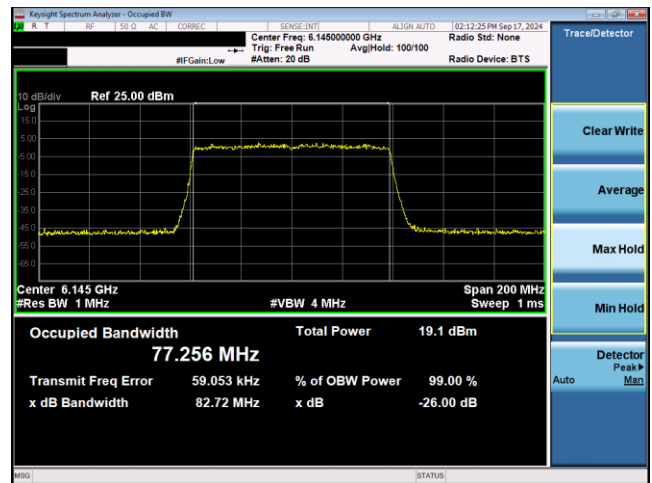 Keysight Spectrum Analyzer - Occupied BW
R T RF 50 Ω AC CORREC SENSE:INT ALIGN AUTO 02:12:25 PM Sep 17, 2024
Center Freq: 6.145000000 GHz Radio Std: None
Trig: Free Run Avg|Hold: 100/100
#IFGain:Low #Atten: 20 dB Radio Device: BTS
Trace/Detector
10 dB/div Ref 25.00 dBm
Log
15.0
5.00
-5.00
-15.0
-25.0
-35.0
-45.0
-55.0
-65.0
Center 6.145 GHz Span 200 MHz
#Res BW 1 MHz #VBW 4 MHz Sweep 1 ms
Occupied Bandwidth Total Power 19.1 dBm
77.256 MHz
Transmit Freq Error 59.053 kHz % of OBW Power 99.00 %
x dB Bandwidth 82.72 MHz x dB -26.00 dB
Clear Write
Average
Max Hold
Min Hold
Detector
Peak▶
Auto Man
MSG STATUS